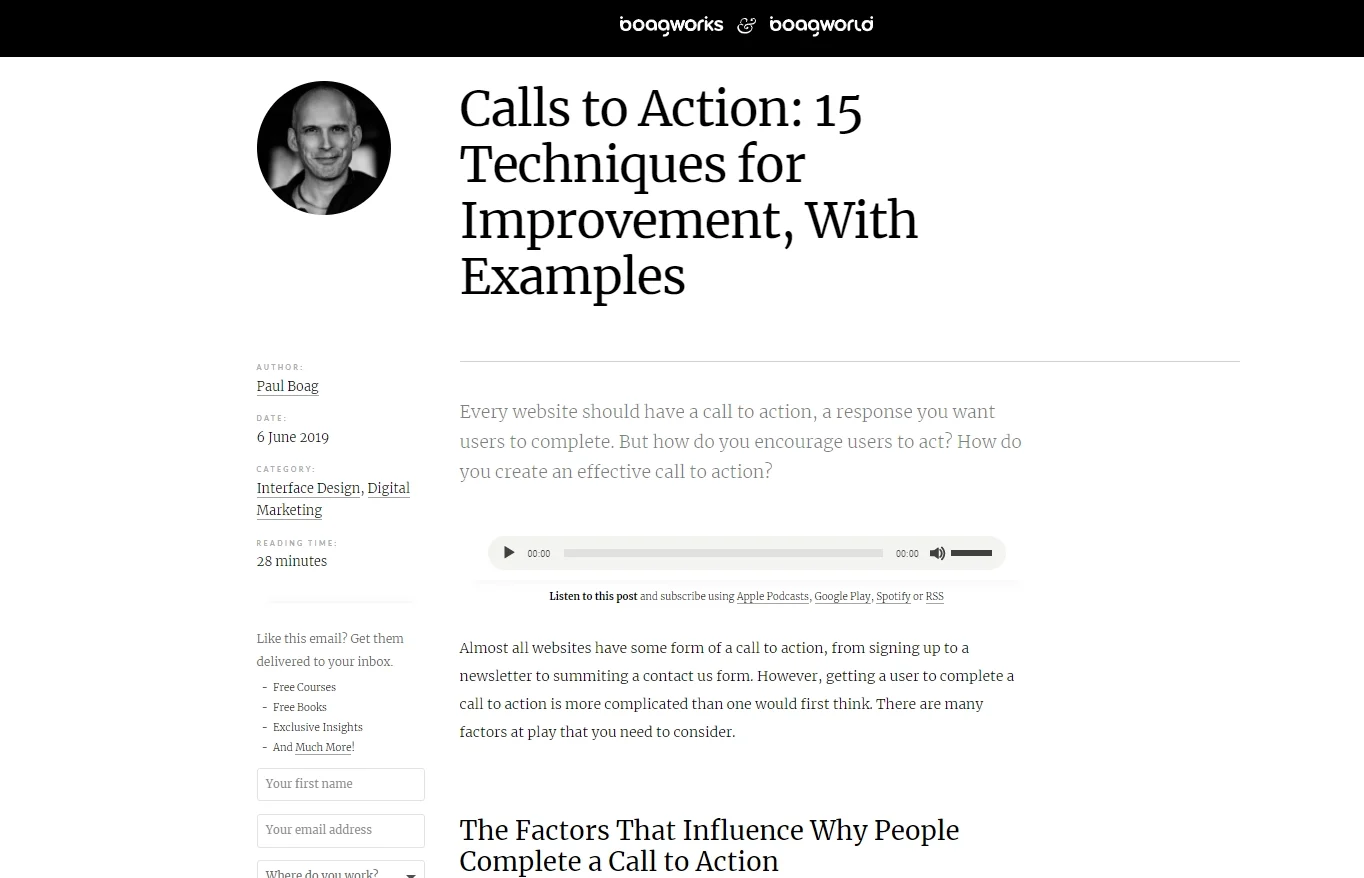 boagworks & boagworld
Calls to Action: 15
Techniques for
Improvement, With
Examples
AUTHOR:
Paul Boag
DATE:
6 June 2019
CATEGORY:
Interface Design, Digital
Marketing
READING TIME:
28 minutes
Like this email? Get them
delivered to your inbox.
- Free Courses
- Free Books
- Exclusive Insights
- And Much More!
Your first name
Your email address
Where do you work?
Every website should have a call to action, a response you want
users to complete. But how do you encourage users to act? How do
you create an effective call to action?
00:00 00:00
Listen to this post and subscribe using Apple Podcasts, Google Play, Spotify or RSS
Almost all websites have some form of a call to action, from signing up to a
newsletter to summiting a contact us form. However, getting a user to complete a
call to action is more complicated than one would first think. There are many
factors at play that you need to consider.
The Factors That Influence Why People
Complete a Call to Action